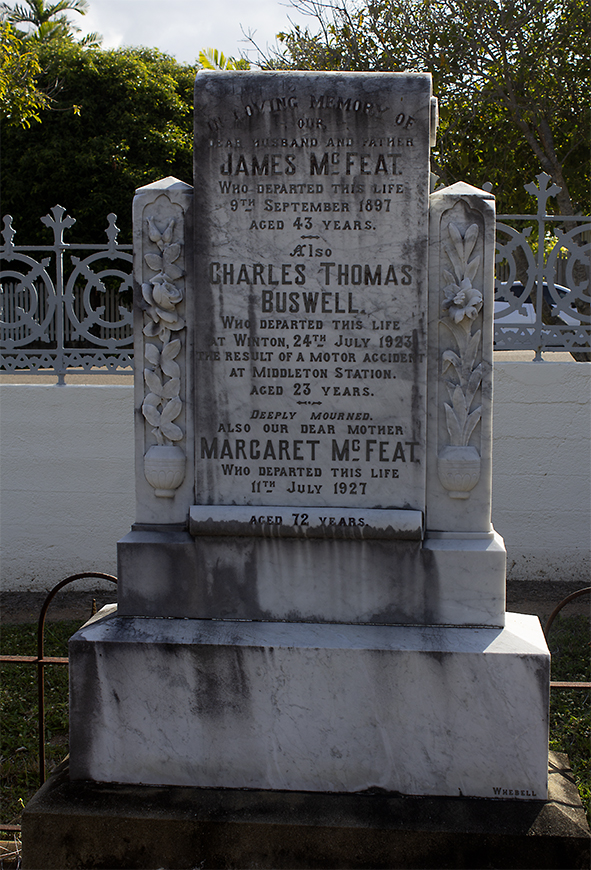 IN LOVING MEMORY OF
OUR
DEAR HUSBAND AND FATHER
JAMES McFEAT.
WHO DEPARTED THIS LIFE
9TH SEPTEMBER 1897
AGED 43 YEARS.
Also
CHARLES THOMAS
BUSWELL.
WHO DEPARTED THIS LIFE
AT WINTON, 24TH JULY 1923
THE RESULT OF A MOTOR ACCIDENT
AT MIDDLETON STATION.
AGED 23 YEARS.
DEEPLY MOURNED.
ALSO OUR DEAR MOTHER
MARGARET McFEAT.
WHO DEPARTED THIS LIFE
11TH JULY 1927
AGED 72 YEARS.
WHEBELL